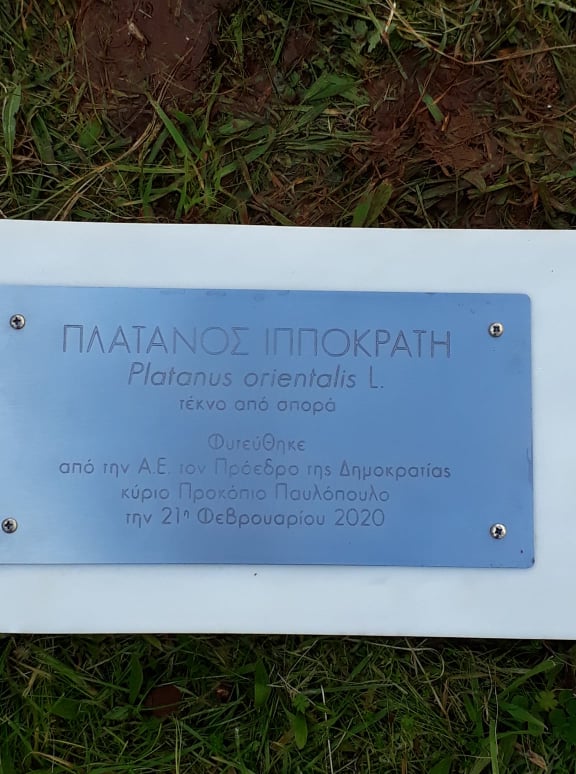 ΠΛΑΤΑΝΟΣ ΙΠΠΟΚΡΑΤΗ
Platanus orientalis L.
τέκνο από σπορά
Φυτεύθηκε
από την Α.Ε. τον Πρόεδρο της Δημοκρατίας
κύριο Προκόπιο Παυλόπουλο
την 21η Φεβρουαρίου 2020